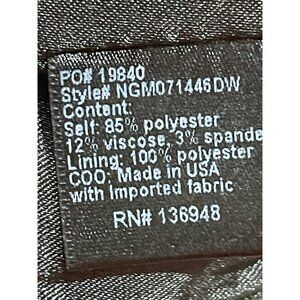 PO# 19840
Style# NGM071446DW
Content:
Self: 85% polyester
12% viscose, 3% spande
Lining: 100% polyester
COO: Made in USA
with Imported fabric
RN# 136948